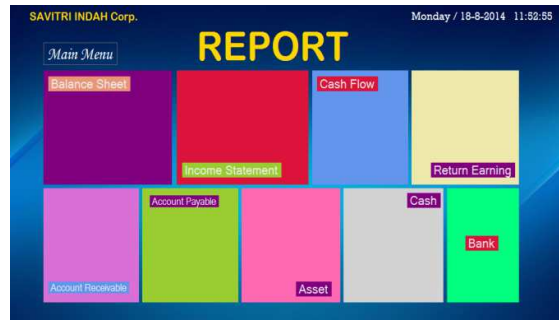 SAVITRI INDAH Corp.
Monday / 18-8-2014 11:52:55
REPORT
Main Menu
Balance Sheet
Cash Flow
Income Statement
Return Earning
Account Payable
Cash
Bank
Account Receivable
Asset